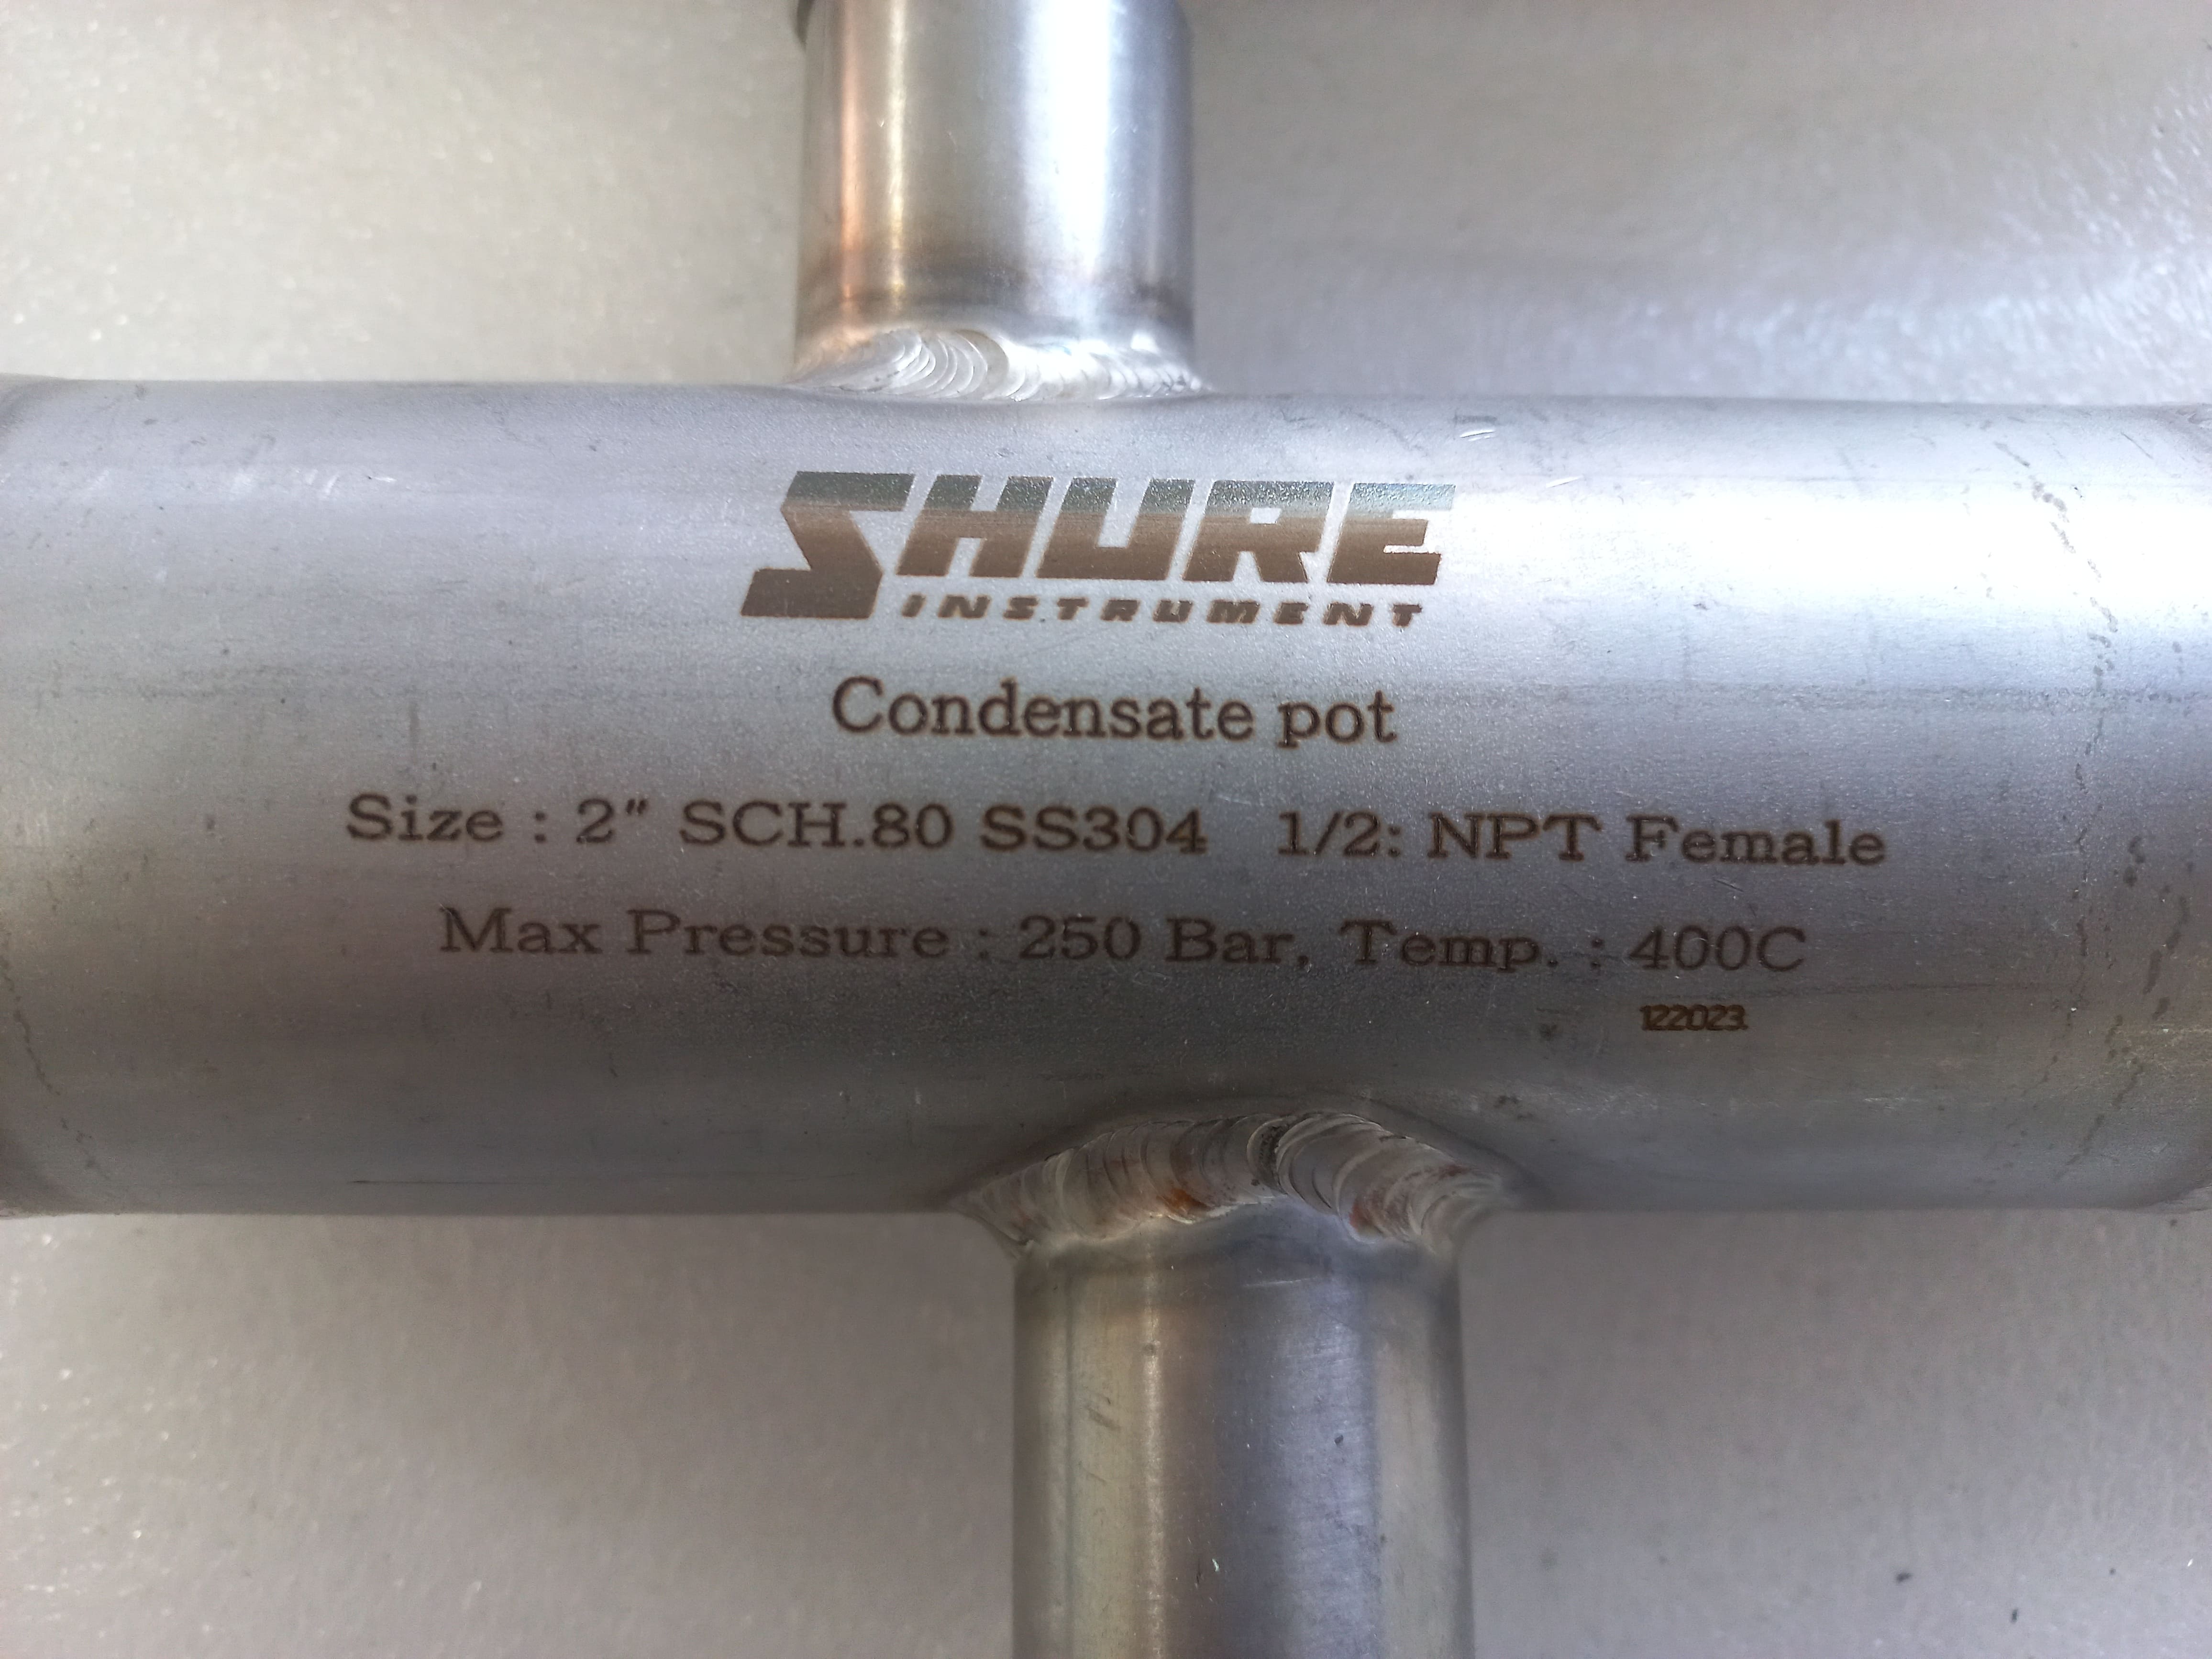 SHURE
INSTRUMENT
Condensate pot
Size : 2" SCH.80 SS304 1/2: NPT Female
Max Pressure : 250 Bar, Temp. : 400C
122023.